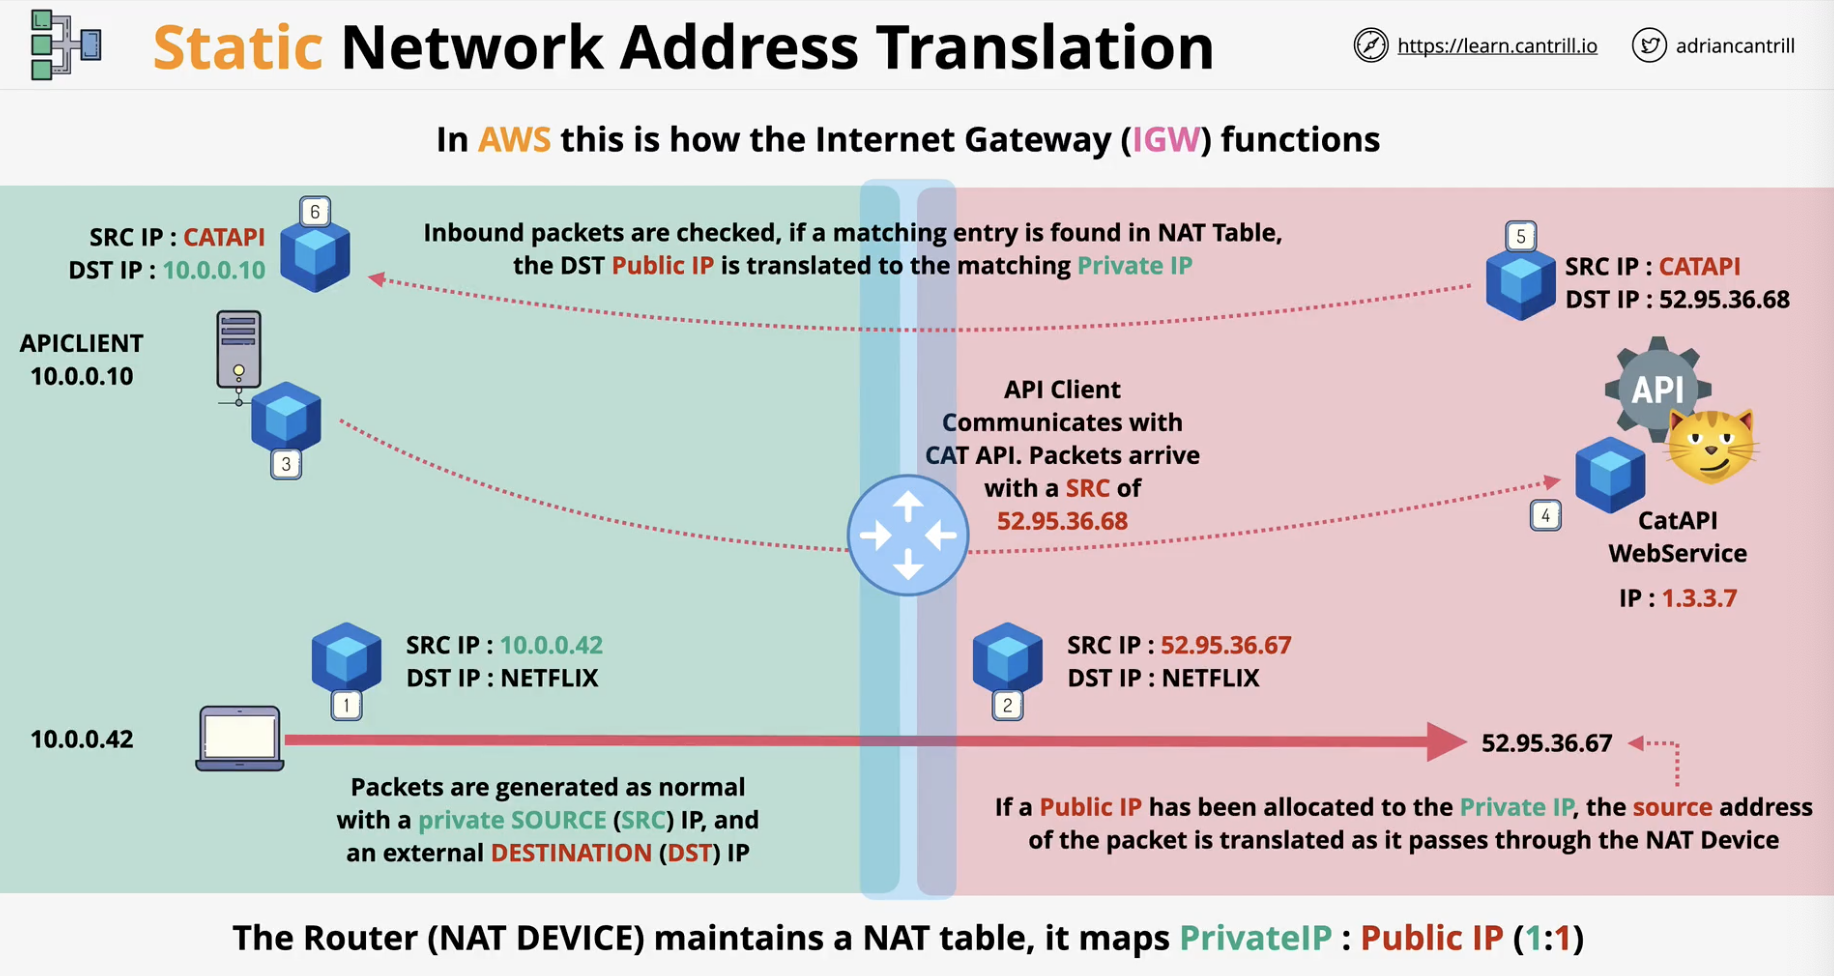 Static Network Address Translation
https://learn.cantrill.io
adriancantrill
In AWS this is how the Internet Gateway (IGW) functions
6
SRC IP : CATAPI
DST IP : 10.0.0.10
Inbound packets are checked, if a matching entry is found in NAT Table,
the DST Public IP is translated to the matching Private IP
5
SRC IP : CATAPI
DST IP : 52.95.36.68
APICLIENT
10.0.0.10
3
API Client
Communicates with
CAT API. Packets arrive
with a SRC of
52.95.36.68
API
4
CatAPI
WebService
IP : 1.3.3.7
1
SRC IP : 10.0.0.42
DST IP : NETFLIX
2
SRC IP : 52.95.36.67
DST IP : NETFLIX
10.0.0.42
52.95.36.67
Packets are generated as normal
with a private SOURCE (SRC) IP, and
an external DESTINATION (DST) IP
If a Public IP has been allocated to the Private IP, the source address
of the packet is translated as it passes through the NAT Device
The Router (NAT DEVICE) maintains a NAT table, it maps PrivateIP : Public IP (1:1)